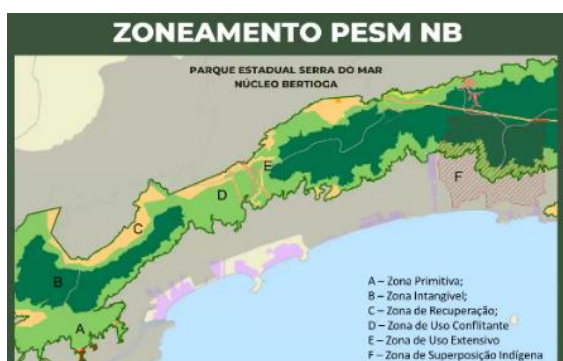 ZONEAMENTO PESM NB
PARQUE ESTADUAL SERRA DO MAR
NÚCLEO BERTIOGA
E
F
D
C
B
A
A – Zona Primitiva;
B – Zona Intangível;
C – Zona de Recuperação;
D – Zona de Uso Conflitante
E – Zona de Uso Extensivo
F – Zona de Superposição Indígena